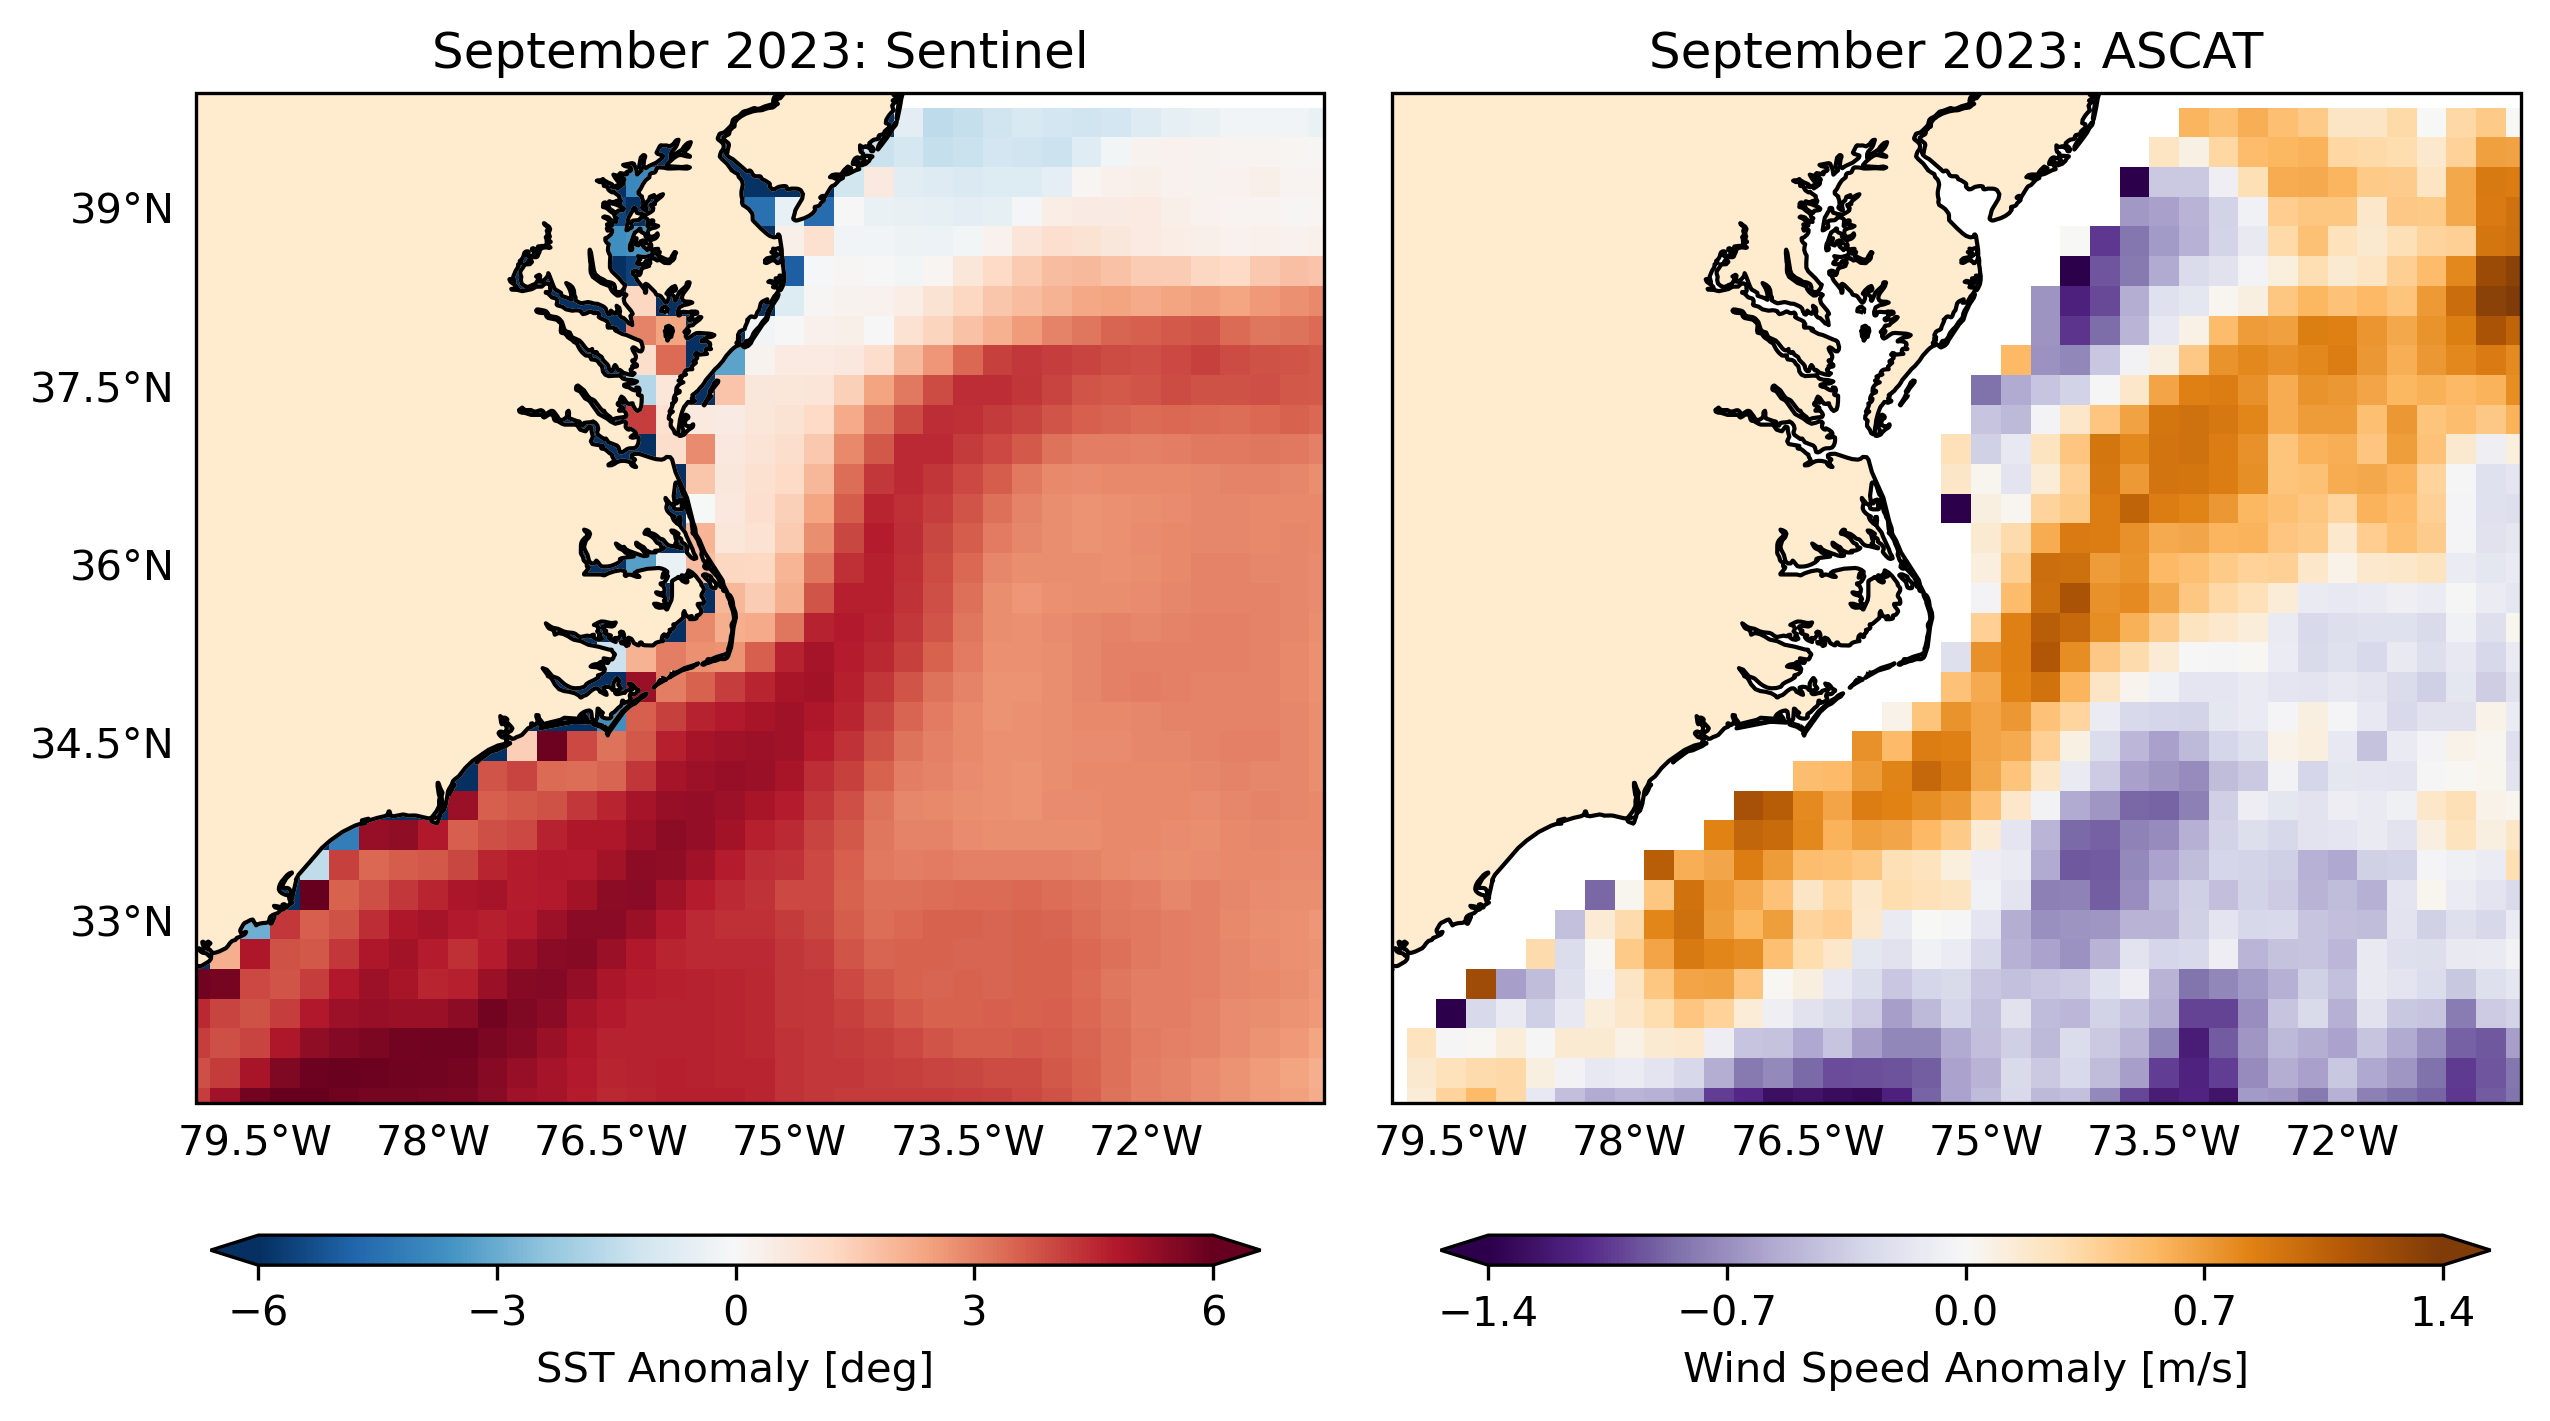 September 2023: Sentinel
September 2023: ASCAT
39°N
37.5°N
36°N
34.5°N
33°N
79.5°W 78°W 76.5°W 75°W 73.5°W 72°W
79.5°W 78°W 76.5°W 75°W 73.5°W 72°W
−6 −3 0 3 6
SST Anomaly [deg]
−1.4 −0.7 0.0 0.7 1.4
Wind Speed Anomaly [m/s]